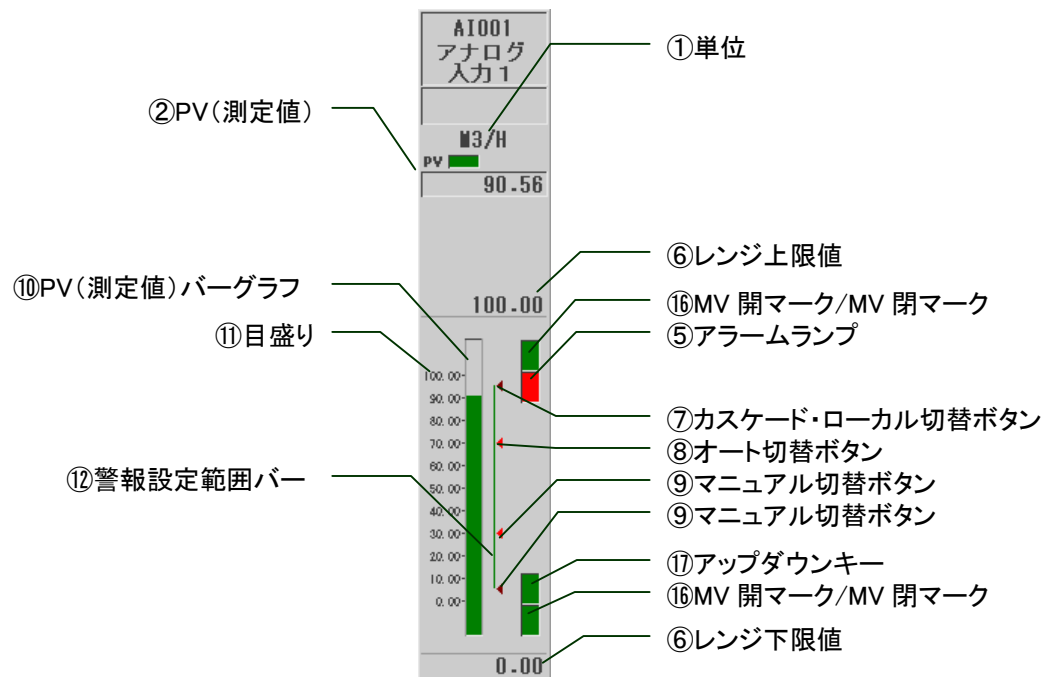 AI001
アナログ
入力1
①単位
②PV(測定値)
M3/H
PV
90.56
⑥レンジ上限値
⑩PV(測定値)バーグラフ
100.00
⑯MV 開マーク/MV 閉マーク
⑪目盛り
⑤アラームランプ
100.00
90.00
⑦カスケード・ローカル切替ボタン
80.00
70.00
⑧オート切替ボタン
60.00
⑫警報設定範囲バー
⑨マニュアル切替ボタン
50.00
40.00
⑨マニュアル切替ボタン
30.00
20.00
⑰アップダウンキー
10.00
0.00
⑯MV 開マーク/MV 閉マーク
⑥レンジ下限値
0.00